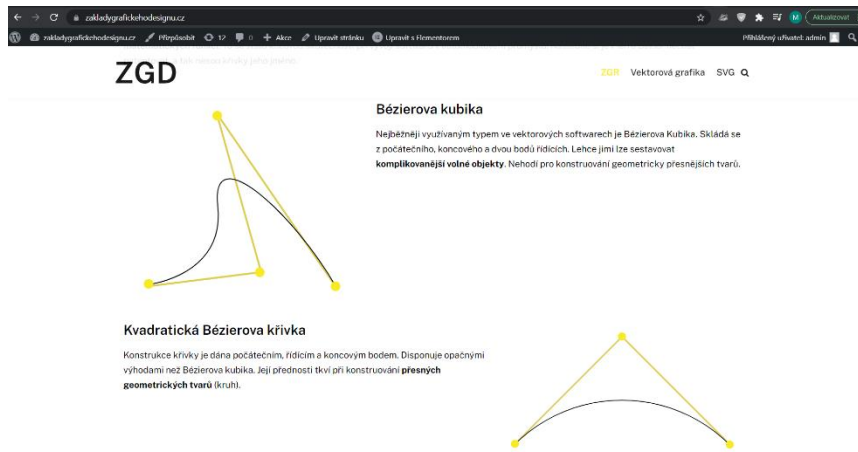 zakladygrafickehodesignu.cz
Aktualizovat
zakladygrafickehodesignu.cz Přizpůsobit 12 0 Akce Upravit stránku Upravit s Elementorem
Přihlášený uživatel: admin
ZGD
ZGR Vektorová grafika SVG
Bézierova kubika
Nejběžněji využívaným typem ve vektorových softwarech je Bézierova Kubika. Skládá se
z počátečního, koncového a dvou bodů řídících. Lehce jimi lze sestavovat
komplikovanější volné objekty. Nehodí pro konstruování geometricky přesnějších tvarů.
Kvadratická Bézierova křivka
Konstrukce křivky je dána počátečním, řídícím a koncovým bodem. Disponuje opačnými
výhodami než Bézierova kubika. Její přednosti tkví při konstruování přesných
geometrických tvarů (kruh).